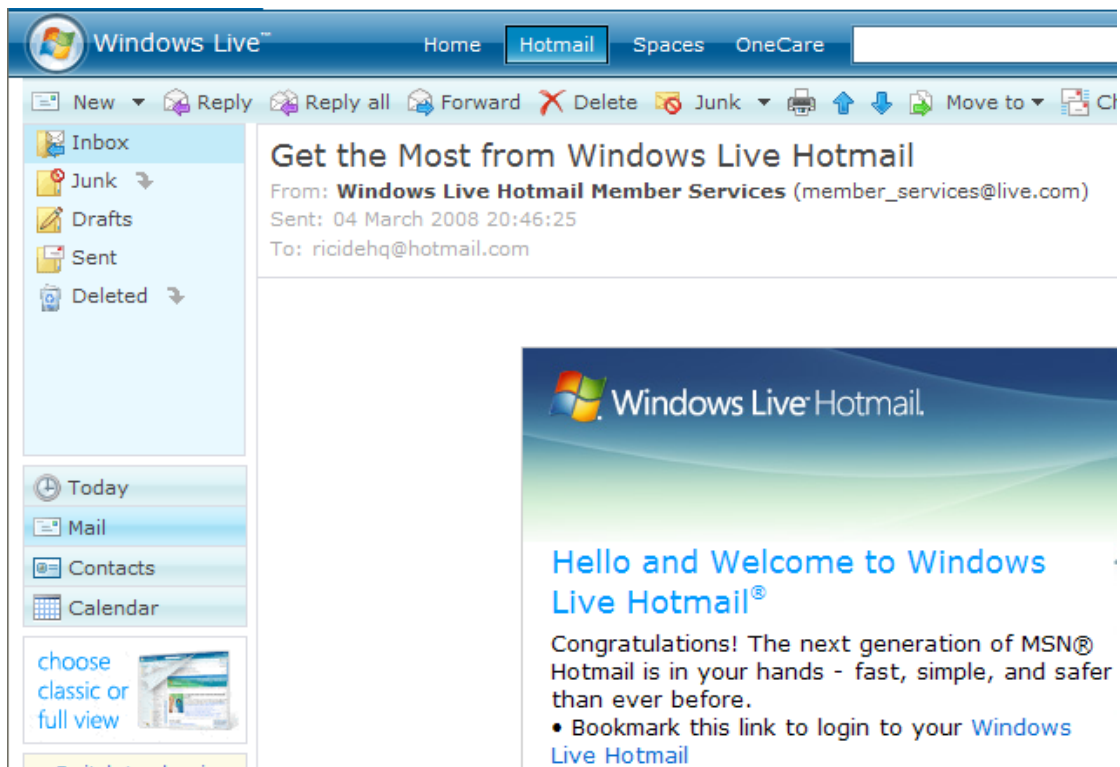 Windows Live™
Home Hotmail Spaces OneCare
New Reply Reply all Forward Delete Junk Move to
Inbox
Junk
Drafts
Sent
Deleted
Get the Most from Windows Live Hotmail
From: Windows Live Hotmail Member Services (member_services@live.com)
Sent: 04 March 2008 20:46:25
To: ricidehq@hotmail.com
Today
Mail
Contacts
Calendar
choose
classic or
full view
Windows Live™ Hotmail.
Hello and Welcome to Windows
Live Hotmail®
Congratulations! The next generation of MSN®
Hotmail is in your hands - fast, simple, and safer
than ever before.
• Bookmark this link to login to your Windows
Live Hotmail